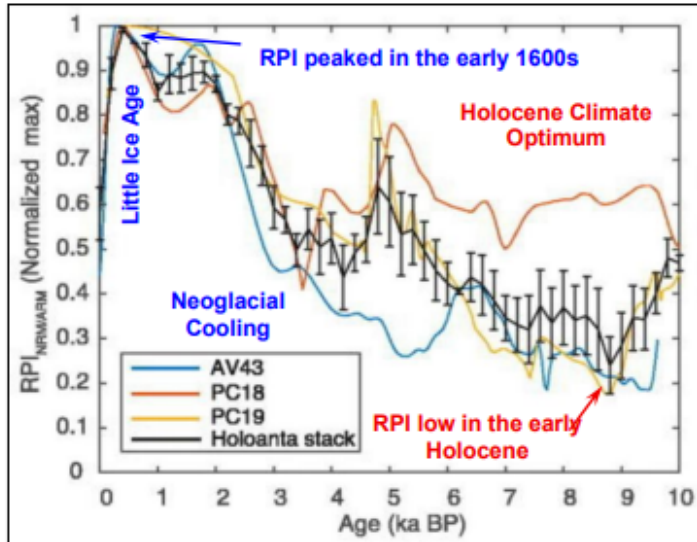 RPI peaked in the early 1600s
Holocene Climate
Optimum
Little Ice Age
Neoglacial
Cooling
RPI low in the early
Holocene
AV43
PC18
PC19
Holoanta stack
RPI NRM/ARM (Normalized max)
1
0.9
0.8
0.7
0.6
0.5
0.4
0.3
0.2
0.1
0
0 1 2 3 4 5 6 7 8 9 10
Age (ka BP)